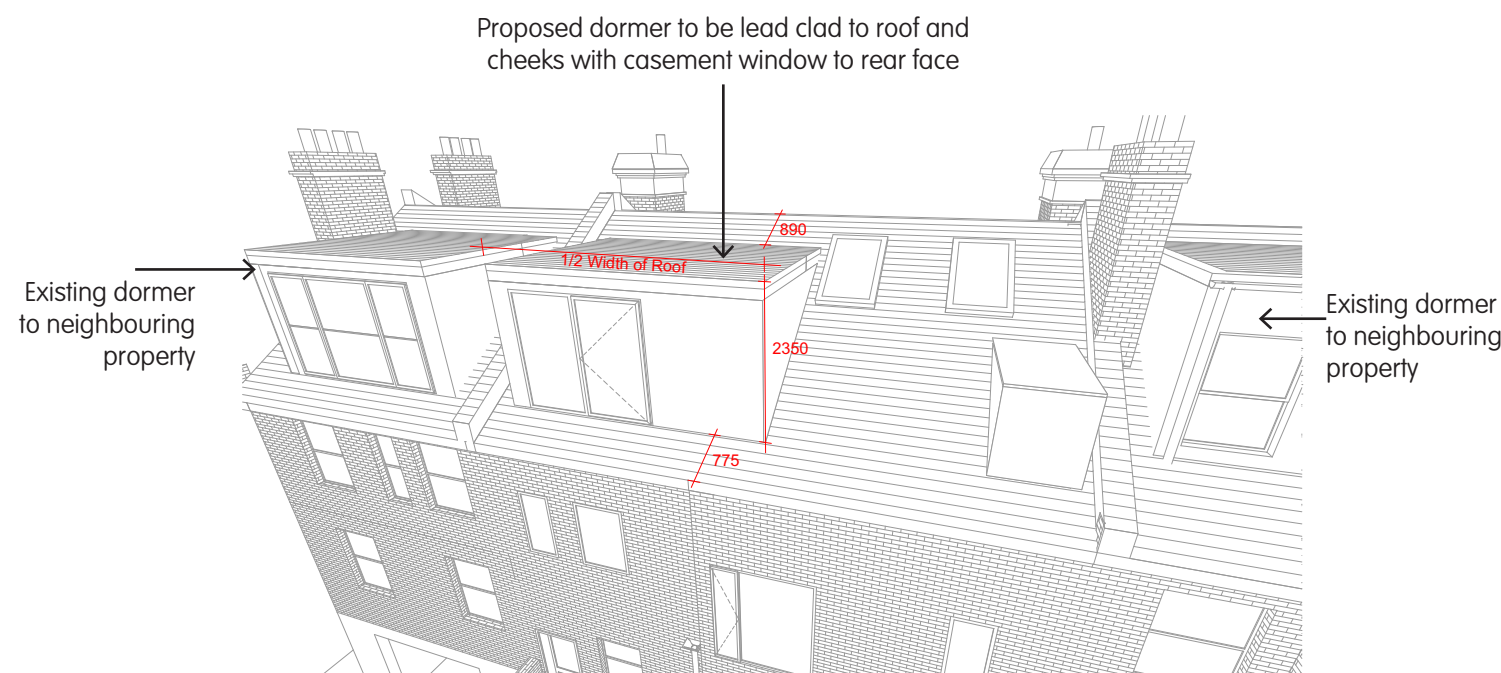 Proposed dormer to be lead clad to roof and
cheeks with casement window to rear face
890
1/2 Width of Roof
Existing dormer
to neighbouring
property
Existing dormer
to neighbouring
property
2350
775